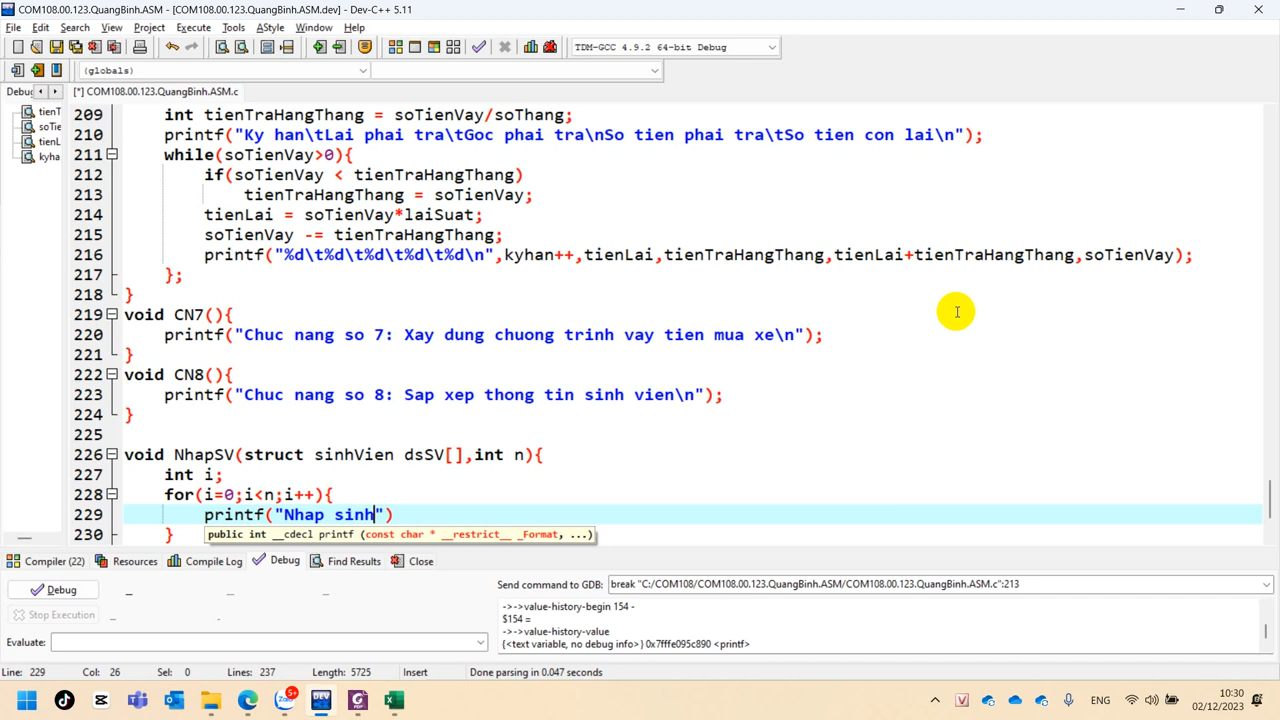 COM108.00.123.QuangBinh.ASM - [COM108.00.123.QuangBinh.ASM.dev] - Dev-C++ 5.11
File Edit Search View Project Execute Tools AStyle Window Help
TDM-GCC 4.9.2 64-bit Debug
(globals)
Debug
[*] COM108.00.123.QuangBinh.ASM.c
tienT
soTie
tienL
kyha
209 int tienTraHangThang = soTienVay/soThang;
210 printf("Ky han\tLai phai tra\tGoc phai tra\nSo tien phai tra\tSo tien con lai\n");
211 while(soTienVay>0){
212 if(soTienVay < tienTraHangThang)
213 tienTraHangThang = soTienVay;
214 tienLai = soTienVay*laiSuat;
215 soTienVay -= tienTraHangThang;
216 printf("%d\t%d\t%d\t%d\t%d\n",kyhan++,tienLai,tienTraHangThang,tienLai+tienTraHangThang,soTienVay);
217 };
218 }
219 void CN7(){
220 printf("Chuc nang so 7: Xay dung chuong trinh vay tien mua xe\n");
221 }
222 void CN8(){
223 printf("Chuc nang so 8: Sap xep thong tin sinh vien\n");
224 }
225
226 void NhapSV(struct sinhVien dsSV[],int n){
227 int i;
228 for(i=0;i<n;i++){
229 printf("Nhap sinh")
230 }
public int __cdecl printf (const char * __restrict__ _Format, ...)
Compiler (22) Resources Compile Log Debug Find Results Close
Debug
Stop Execution
Evaluate:
Send command to GDB: break "C:/COM108/COM108.00.123.QuangBinh.ASM/COM108.00.123.QuangBinh.ASM.c":213
->->value-history-begin 154 -
$154 =
->->value-history-value
{<text variable, no debug info>} 0x7fffe095c890 <printf>
Line: 229 Col: 26 Sel: 0 Lines: 237 Length: 5725 Insert Done parsing in 0.047 seconds
5+
DEV
ENG
10:30
02/12/2023